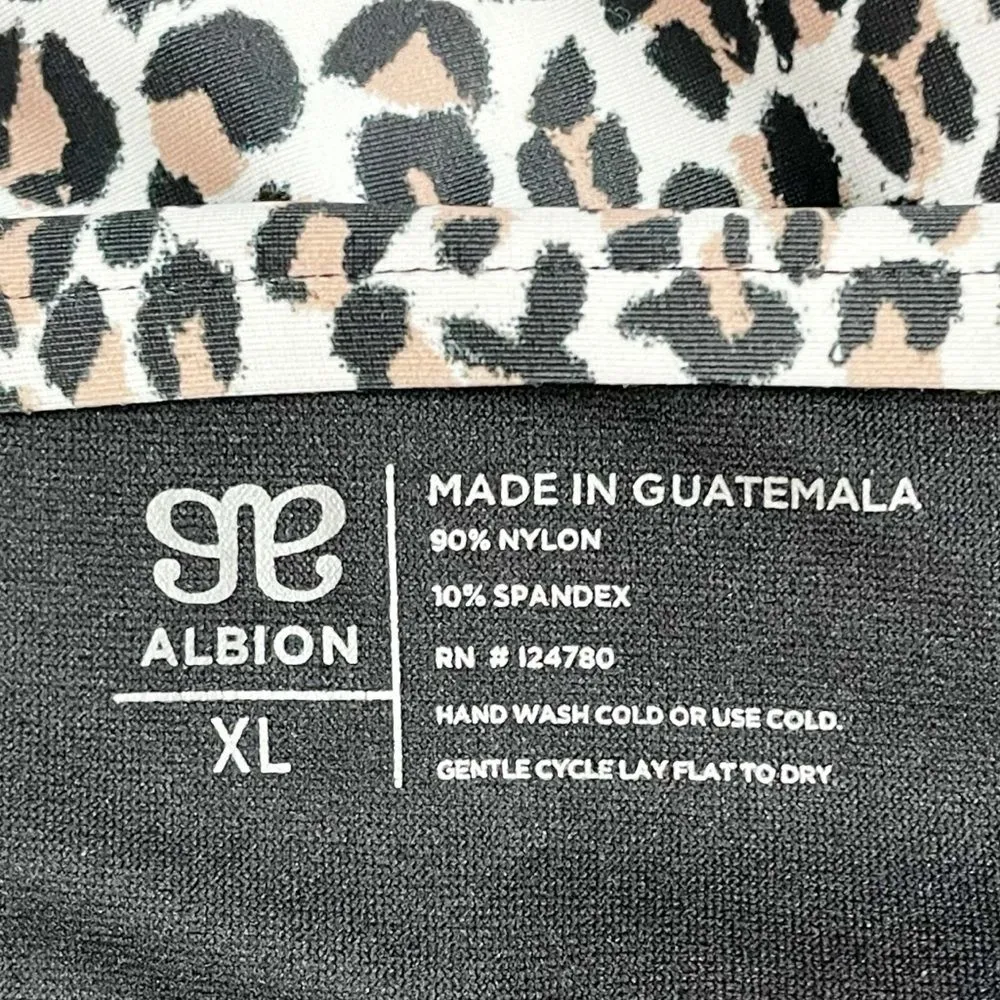 ALBION
XL
MADE IN GUATEMALA
90% NYLON
10% SPANDEX
RN # 124780
HAND WASH COLD OR USE COLD.
GENTLE CYCLE LAY FLAT TO DRY.